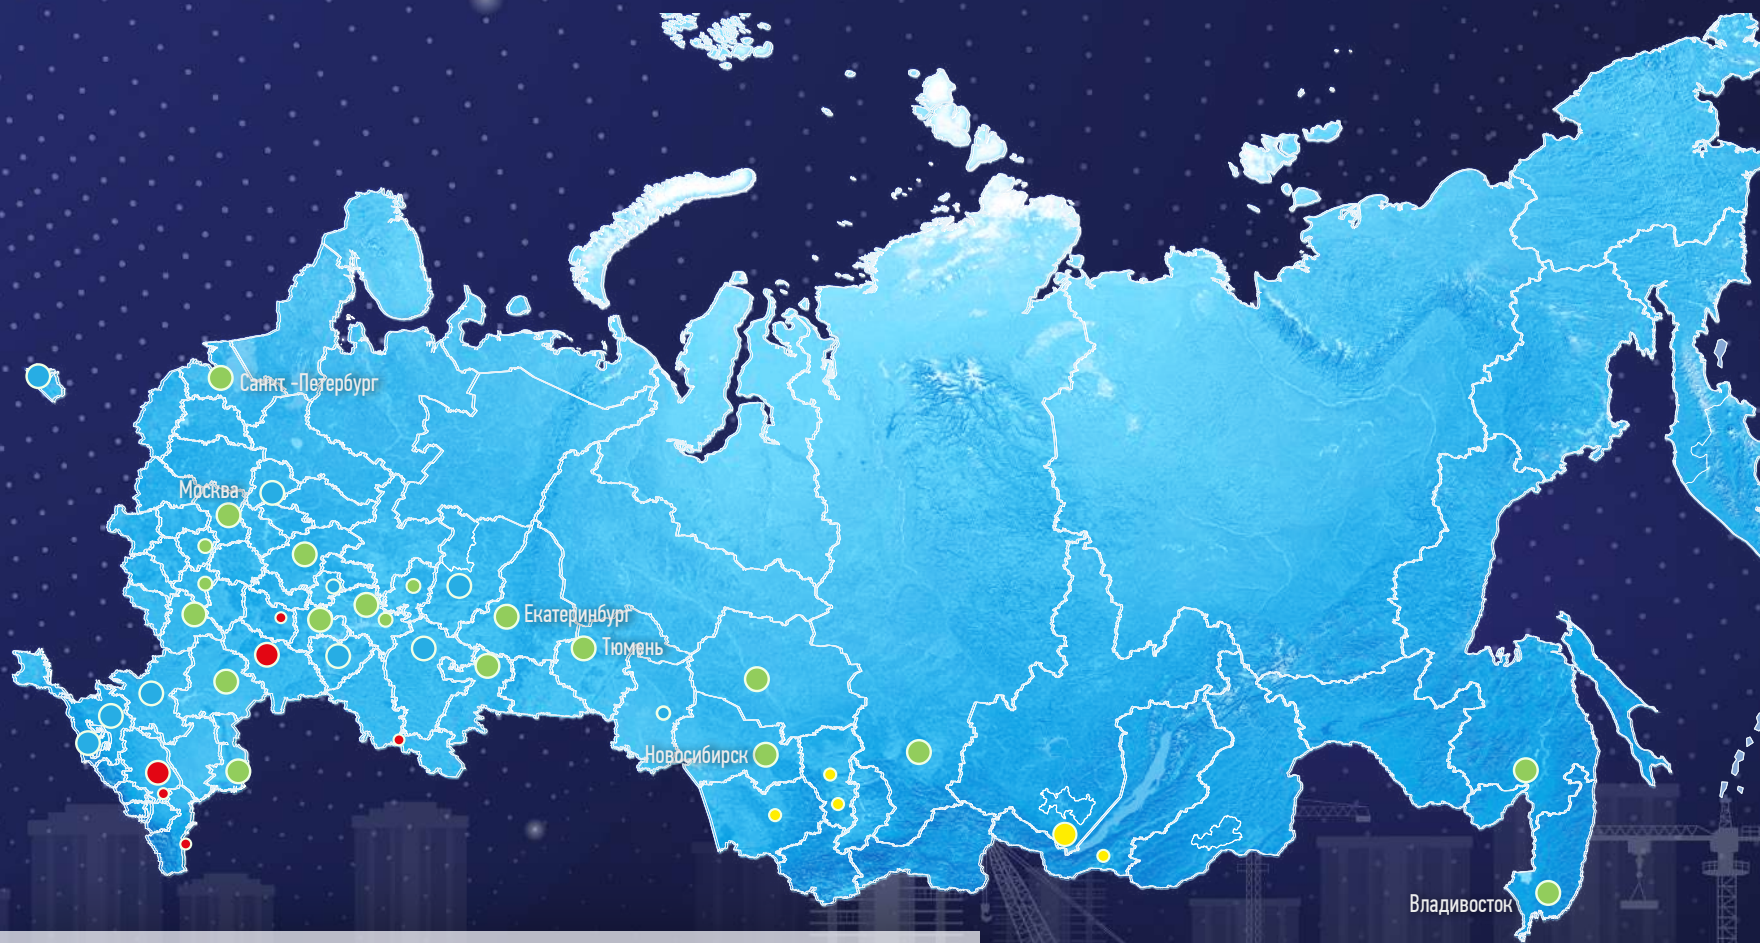 Санкт -Петербург
Москва
Екатеринбург
Тюмень
Новосибирск
Владивосток